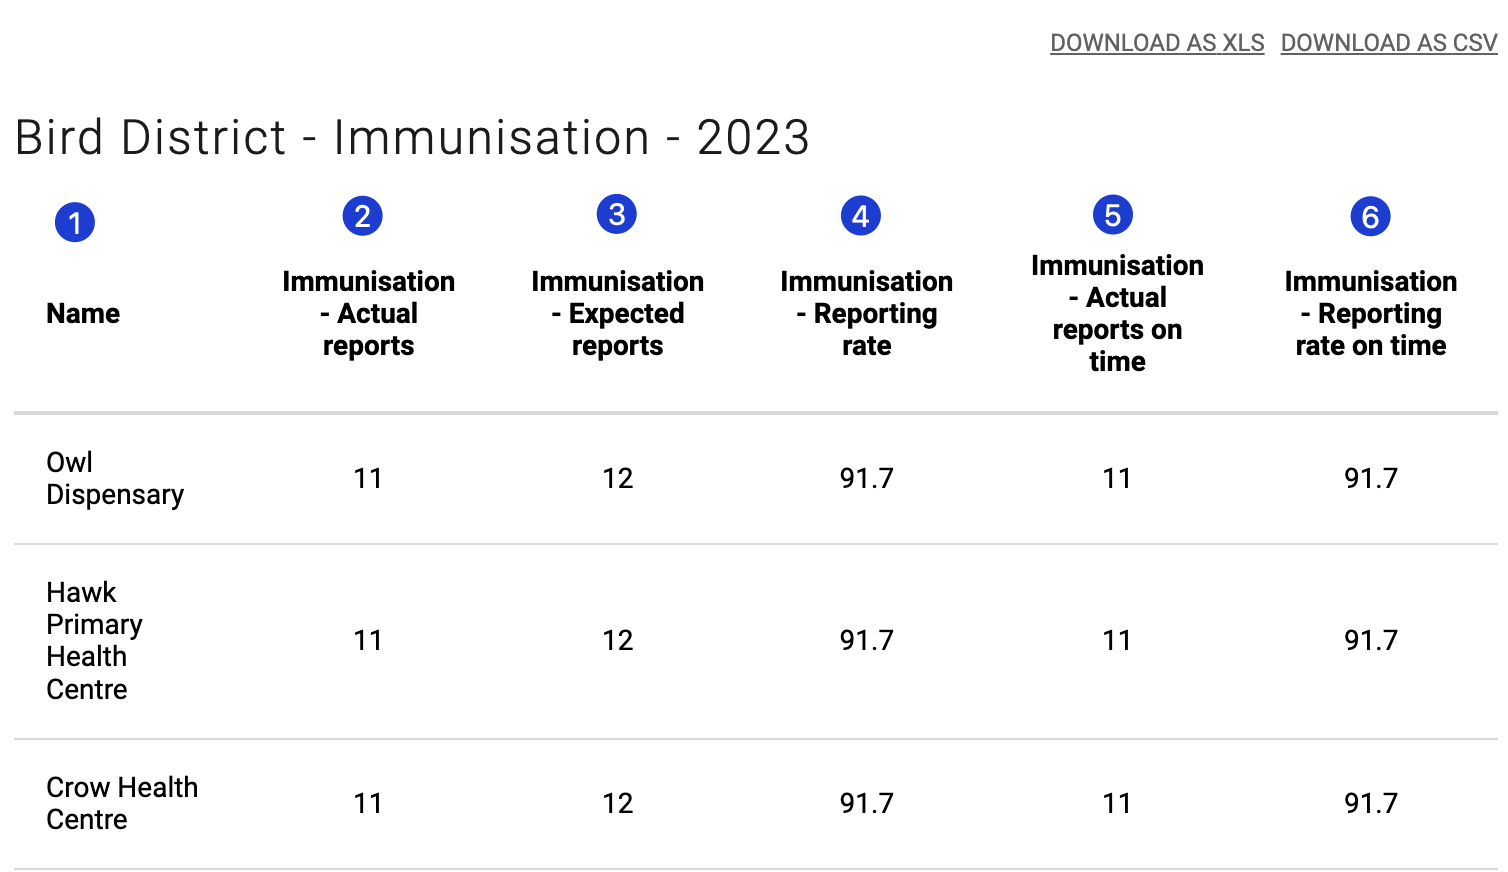 DOWNLOAD AS XLS DOWNLOAD AS CSV
Bird District - Immunisation - 2023
1 2 3 4 5 6
Name
Immunisation
- Actual
reports
Immunisation
- Expected
reports
Immunisation
- Reporting
rate
Immunisation
- Actual
reports on
time
Immunisation
- Reporting
rate on time
Owl
Dispensary
11 12 91.7 11 91.7
Hawk
Primary
Health
Centre
11 12 91.7 11 91.7
Crow Health
Centre
11 12 91.7 11 91.7